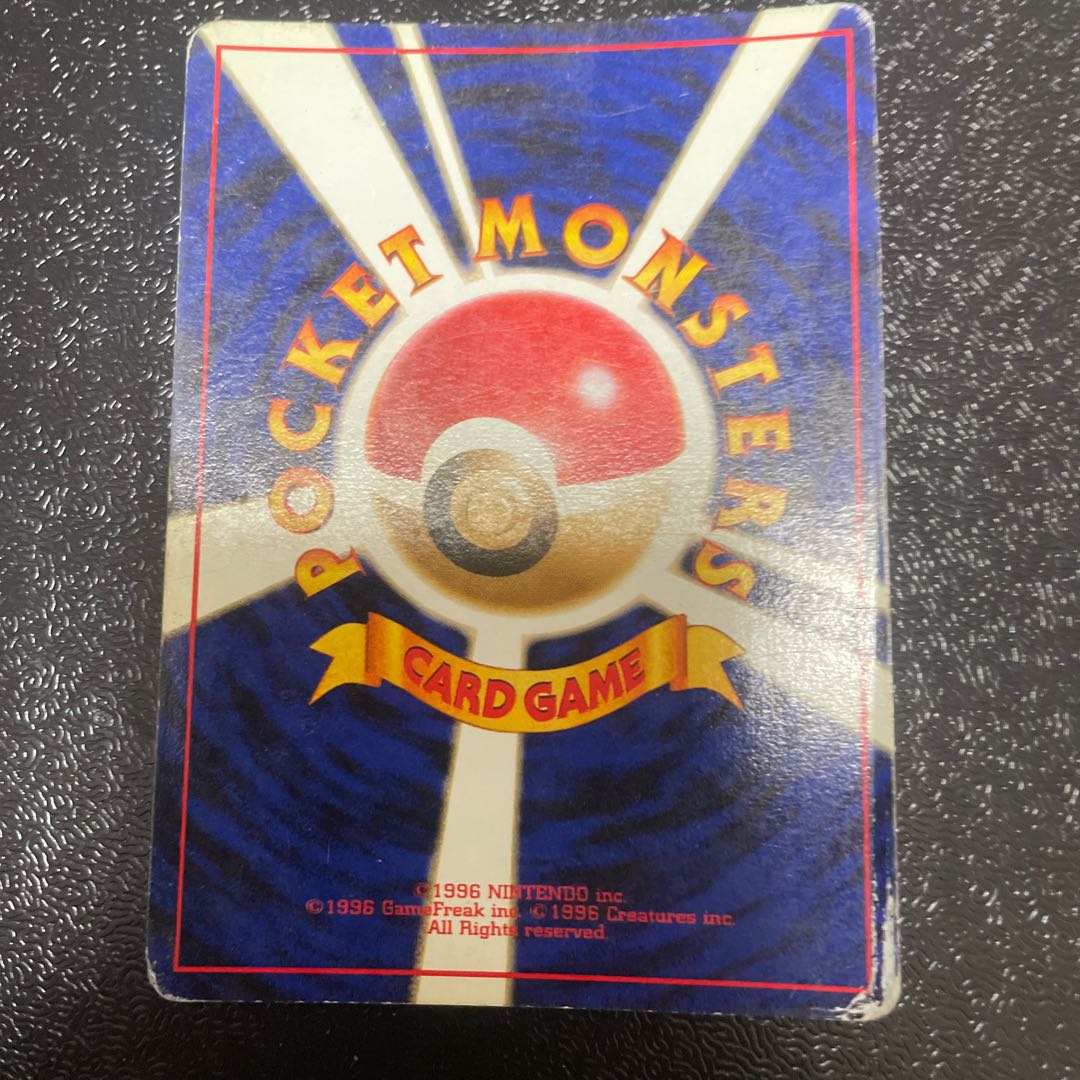 POCKET MONSTERS
CARD GAME
©1996 NINTENDO inc.
©1996 GameFreak inc. ©1996 Creatures inc.
All Rights reserved.